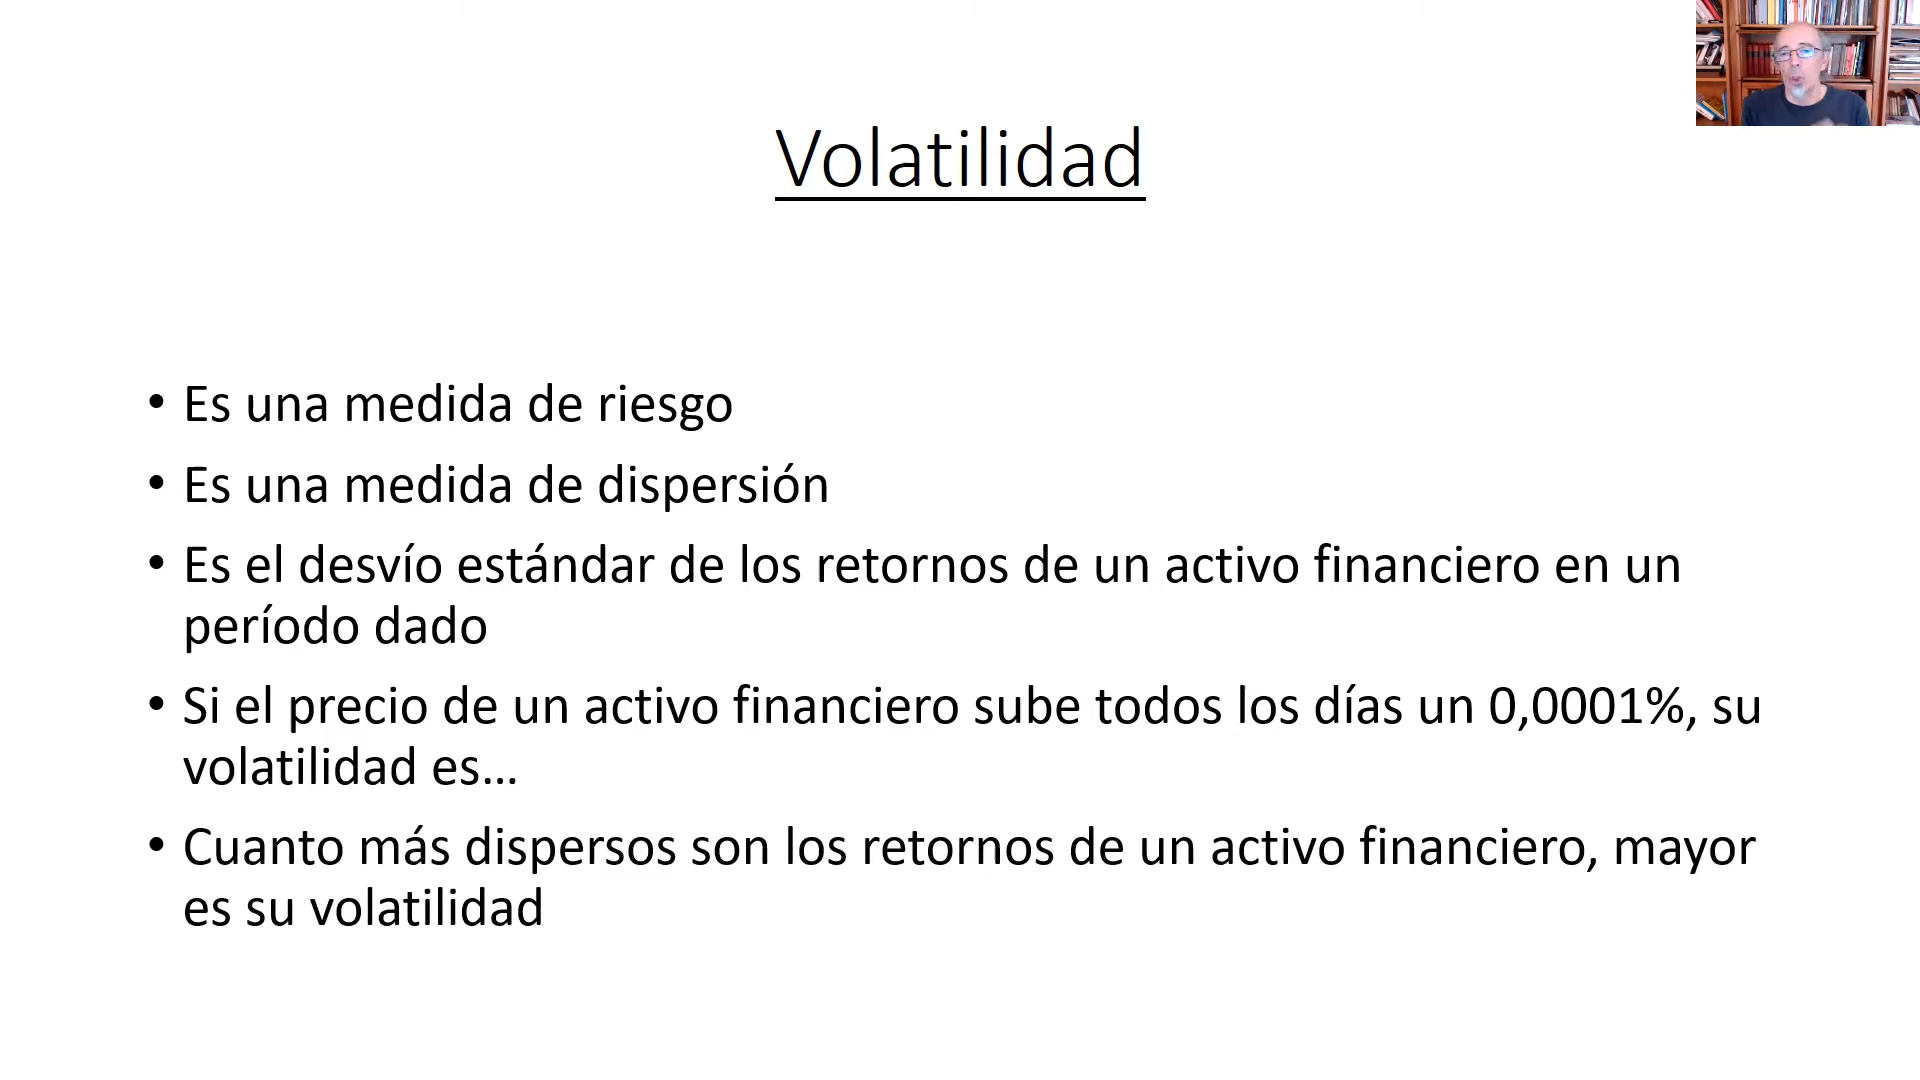 Volatilidad
• Es una medida de riesgo
• Es una medida de dispersión
• Es el desvío estándar de los retornos de un activo financiero en un
período dado
• Si el precio de un activo financiero sube todos los días un 0,0001%, su
volatilidad es...
• Cuanto más dispersos son los retornos de un activo financiero, mayor
es su volatilidad